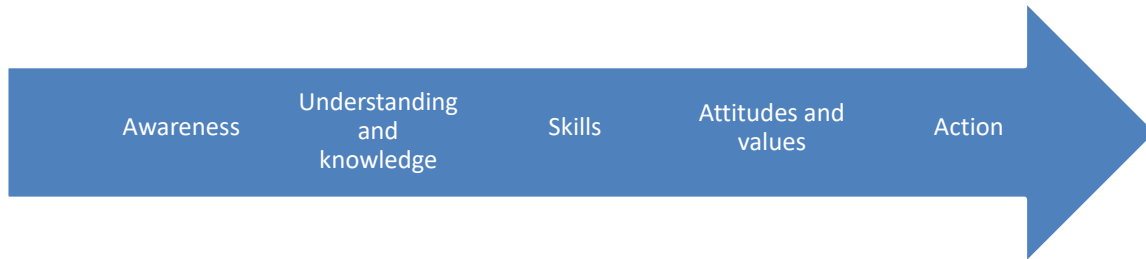 Awareness
Understanding
and
knowledge
Skills
Attitudes and
values
Action